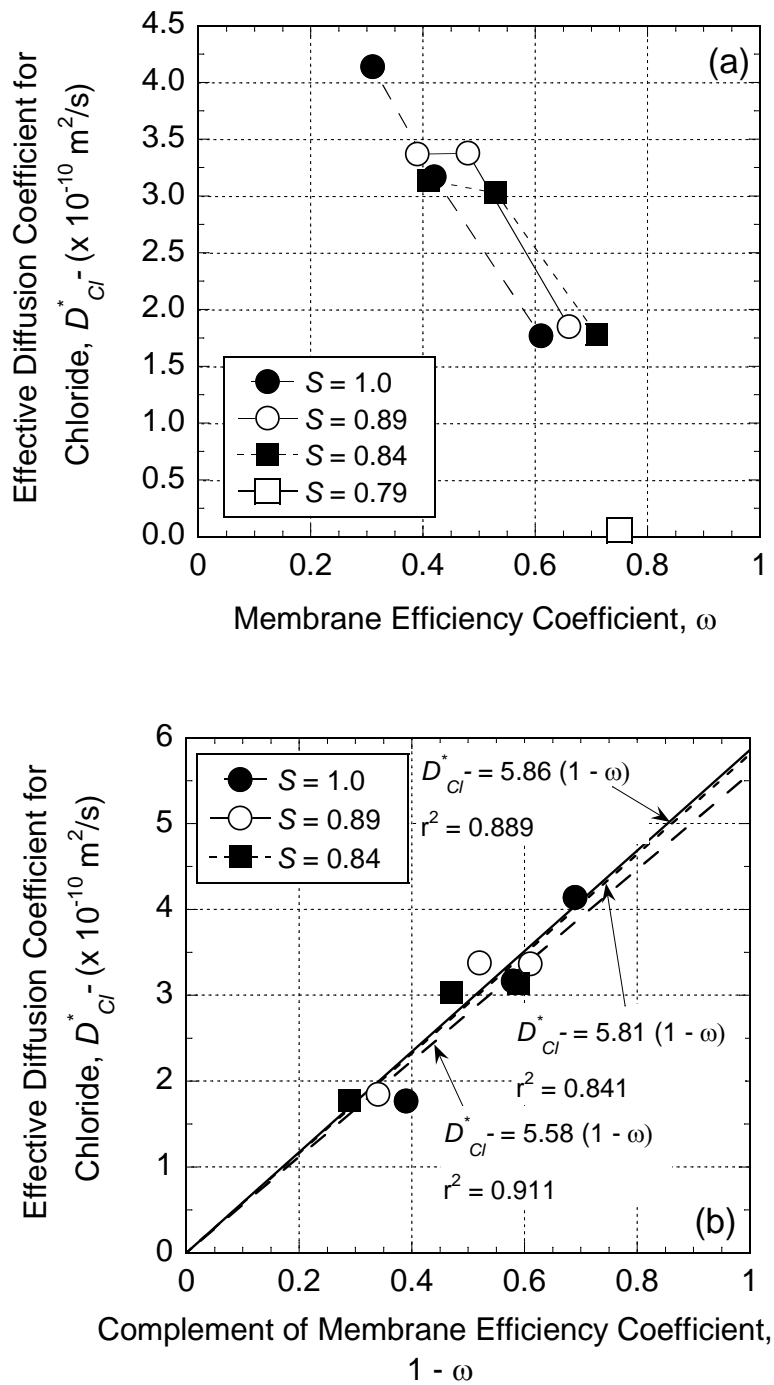 (a)
Effective Diffusion Coefficient for
Chloride, D*Cl- (x 10-10 m2/s)
4.5
4.0
3.5
3.0
2.5
2.0
1.5
1.0
0.5
0.0
S = 1.0
S = 0.89
S = 0.84
S = 0.79
0 0.2 0.4 0.6 0.8 1
Membrane Efficiency Coefficient, ω
Effective Diffusion Coefficient for
Chloride, D*Cl- (x 10-10 m2/s)
6
5
4
3
2
1
0
S = 1.0
S = 0.89
S = 0.84
D*Cl- = 5.86 (1 - ω)
r2 = 0.889
D*Cl- = 5.81 (1 - ω)
r2 = 0.841
D*Cl- = 5.58 (1 - ω)
r2 = 0.911
(b)
0 0.2 0.4 0.6 0.8 1
Complement of Membrane Efficiency Coefficient,
1 - ω